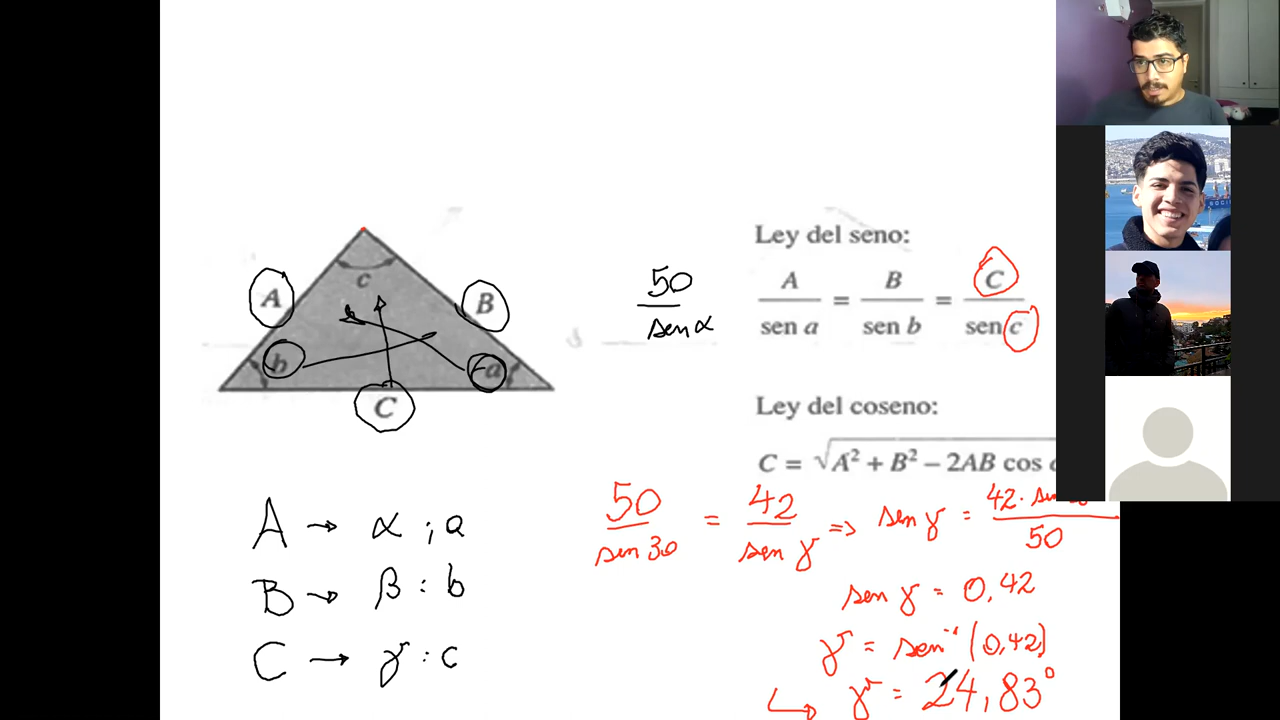 c
A
B
b
a
C
50
sen α
Ley del seno:
A / sen a = B / sen b = C / sen c
Ley del coseno:
C = √A² + B² – 2AB cos
A → α ; a
B → β : b
C → γ : c
50 / sen 30 = 42 / sen γ => sen γ = 42 · / 50
sen γ = 0,42
γ = sen⁻¹ (0,42)
↳ γ = 24,83°